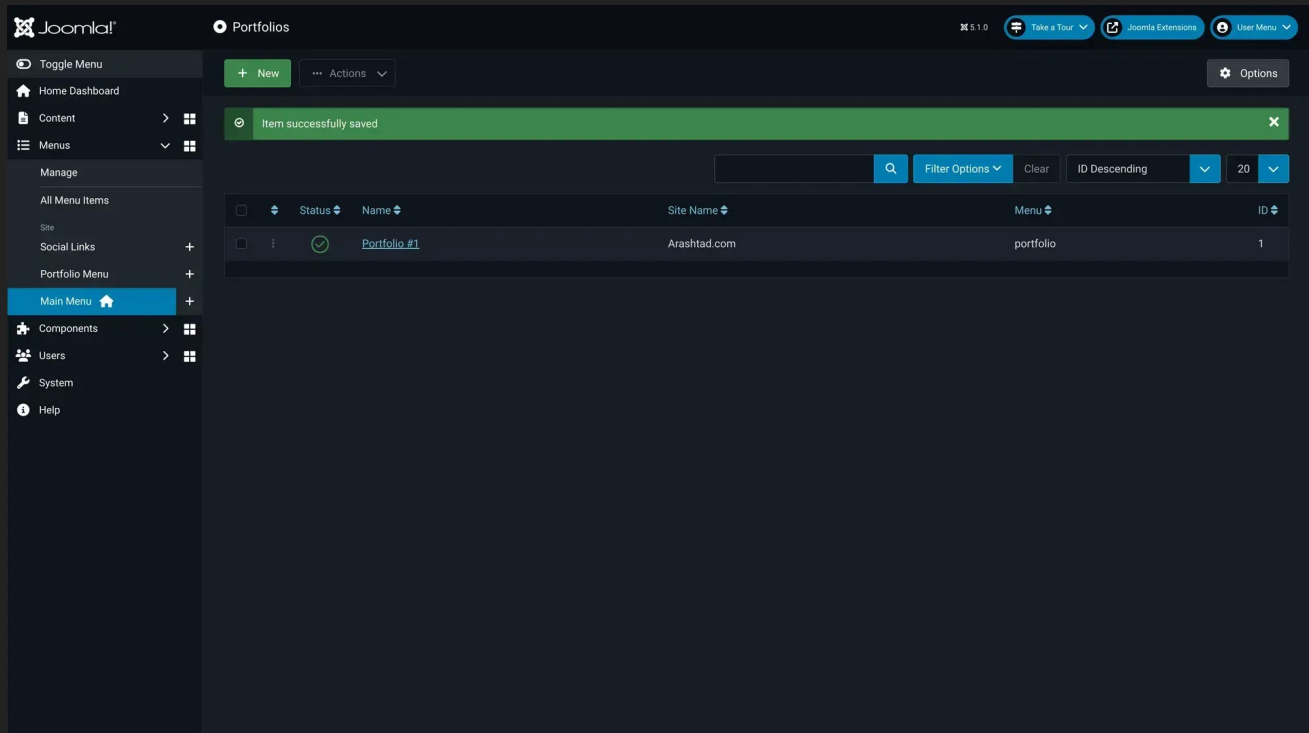 Joomla!
Portfolios
5.1.0
Take a Tour
Joomla Extensions
User Menu
Toggle Menu
Home Dashboard
Content
Menus
Manage
All Menu Items
Site
Social Links
Portfolio Menu
Main Menu
Components
Users
System
Help
New
Actions
Options
Item successfully saved
Filter Options
Clear
ID Descending
20
Status Name Site Name Menu ID
Portfolio #1 Arashtad.com portfolio 1